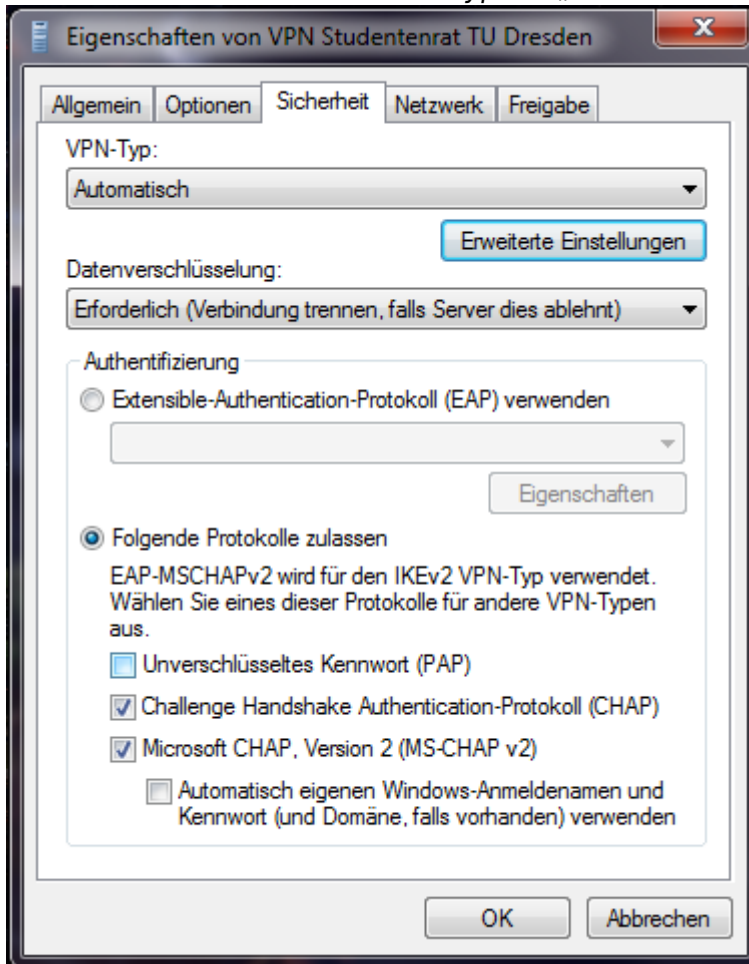 Eigenschaften von VPN Studentenrat TU Dresden
Allgemein Optionen Sicherheit Netzwerk Freigabe
VPN-Typ:
Automatisch
Erweiterte Einstellungen
Datenverschlüsselung:
Erforderlich (Verbindung trennen, falls Server dies ablehnt)
Authentifizierung
Extensible-Authentication-Protokoll (EAP) verwenden
Eigenschaften
Folgende Protokolle zulassen
EAP-MSCHAPv2 wird für den IKEv2 VPN-Typ verwendet.
Wählen Sie eines dieser Protokolle für andere VPN-Typen
aus.
Unverschlüsseltes Kennwort (PAP)
Challenge Handshake Authentication-Protokoll (CHAP)
Microsoft CHAP, Version 2 (MS-CHAP v2)
Automatisch eigenen Windows-Anmeldenamen und
Kennwort (und Domäne, falls vorhanden) verwenden
OK Abbrechen